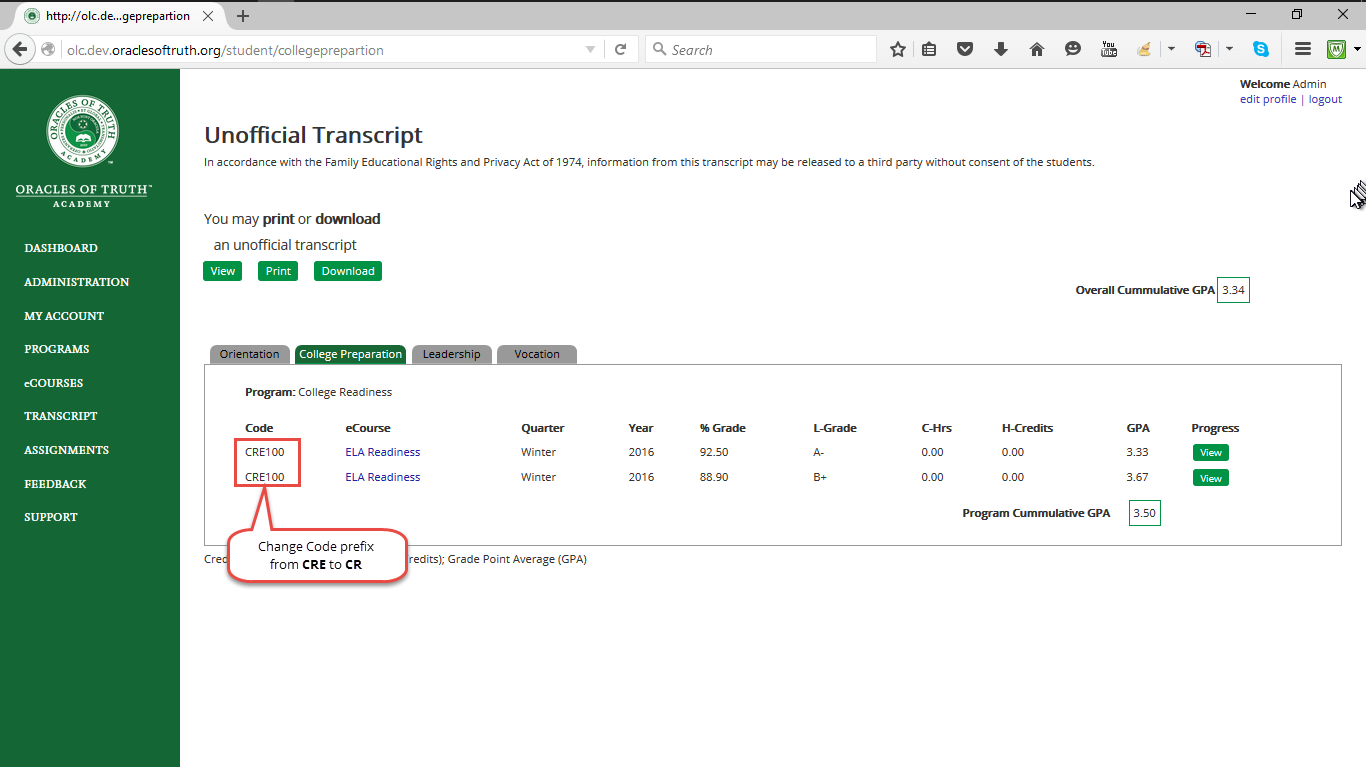 http://olc.de...geprepartion
olc.dev.oraclesoftruth.org/student/collegeprepartion
Search
You Tube
Welcome Admin
edit profile | logout
ORACLES OF TRUTH
ACADEMY
ORACLES OF TRUTH™
ACADEMY
DASHBOARD
ADMINISTRATION
MY ACCOUNT
PROGRAMS
eCOURSES
TRANSCRIPT
ASSIGNMENTS
FEEDBACK
SUPPORT
Unofficial Transcript
In accordance with the Family Educational Rights and Privacy Act of 1974, information from this transcript may be released to a third party without consent of the students.
You may print or download
an unofficial transcript
View Print Download
Overall Cummulative GPA 3.34
Orientation College Preparation Leadership Vocation
Program: College Readiness
Code eCourse Quarter Year % Grade L-Grade C-Hrs H-Credits GPA Progress
CRE100 ELA Readiness Winter 2016 92.50 A- 0.00 0.00 3.33 View
CRE100 ELA Readiness Winter 2016 88.90 B+ 0.00 0.00 3.67 View
Program Cummulative GPA 3.50
Change Code prefix
from CRE to CR
Cred redits); Grade Point Average (GPA)